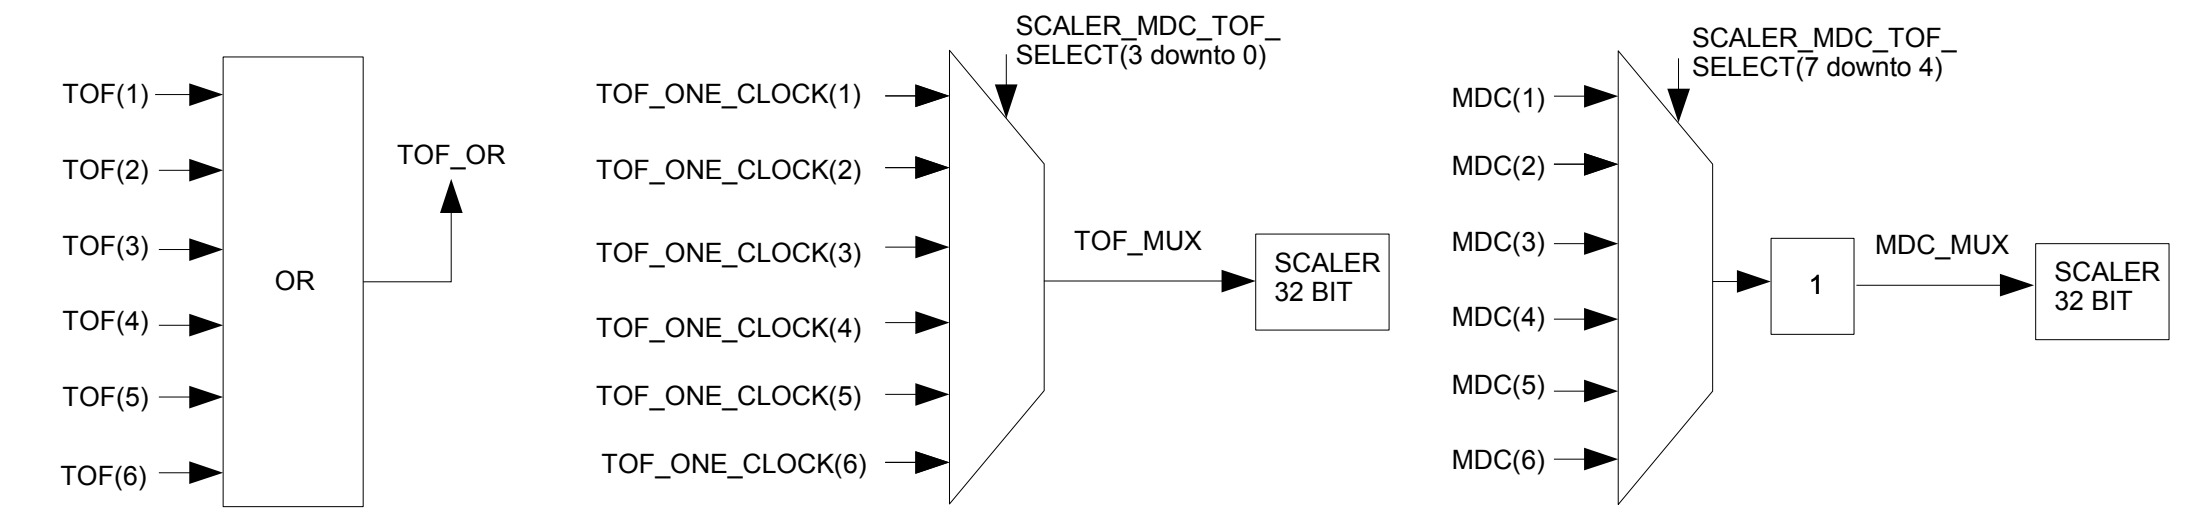 TOF(1)
TOF(2)
TOF(3)
TOF(4)
TOF(5)
TOF(6)
OR
TOF_OR
SCALER_MDC_TOF_
SELECT(3 downto 0)
TOF_ONE_CLOCK(1)
TOF_ONE_CLOCK(2)
TOF_ONE_CLOCK(3)
TOF_ONE_CLOCK(4)
TOF_ONE_CLOCK(5)
TOF_ONE_CLOCK(6)
TOF_MUX
SCALER
32 BIT
SCALER_MDC_TOF_
SELECT(7 downto 4)
MDC(1)
MDC(2)
MDC(3)
MDC(4)
MDC(5)
MDC(6)
1
MDC_MUX
SCALER
32 BIT